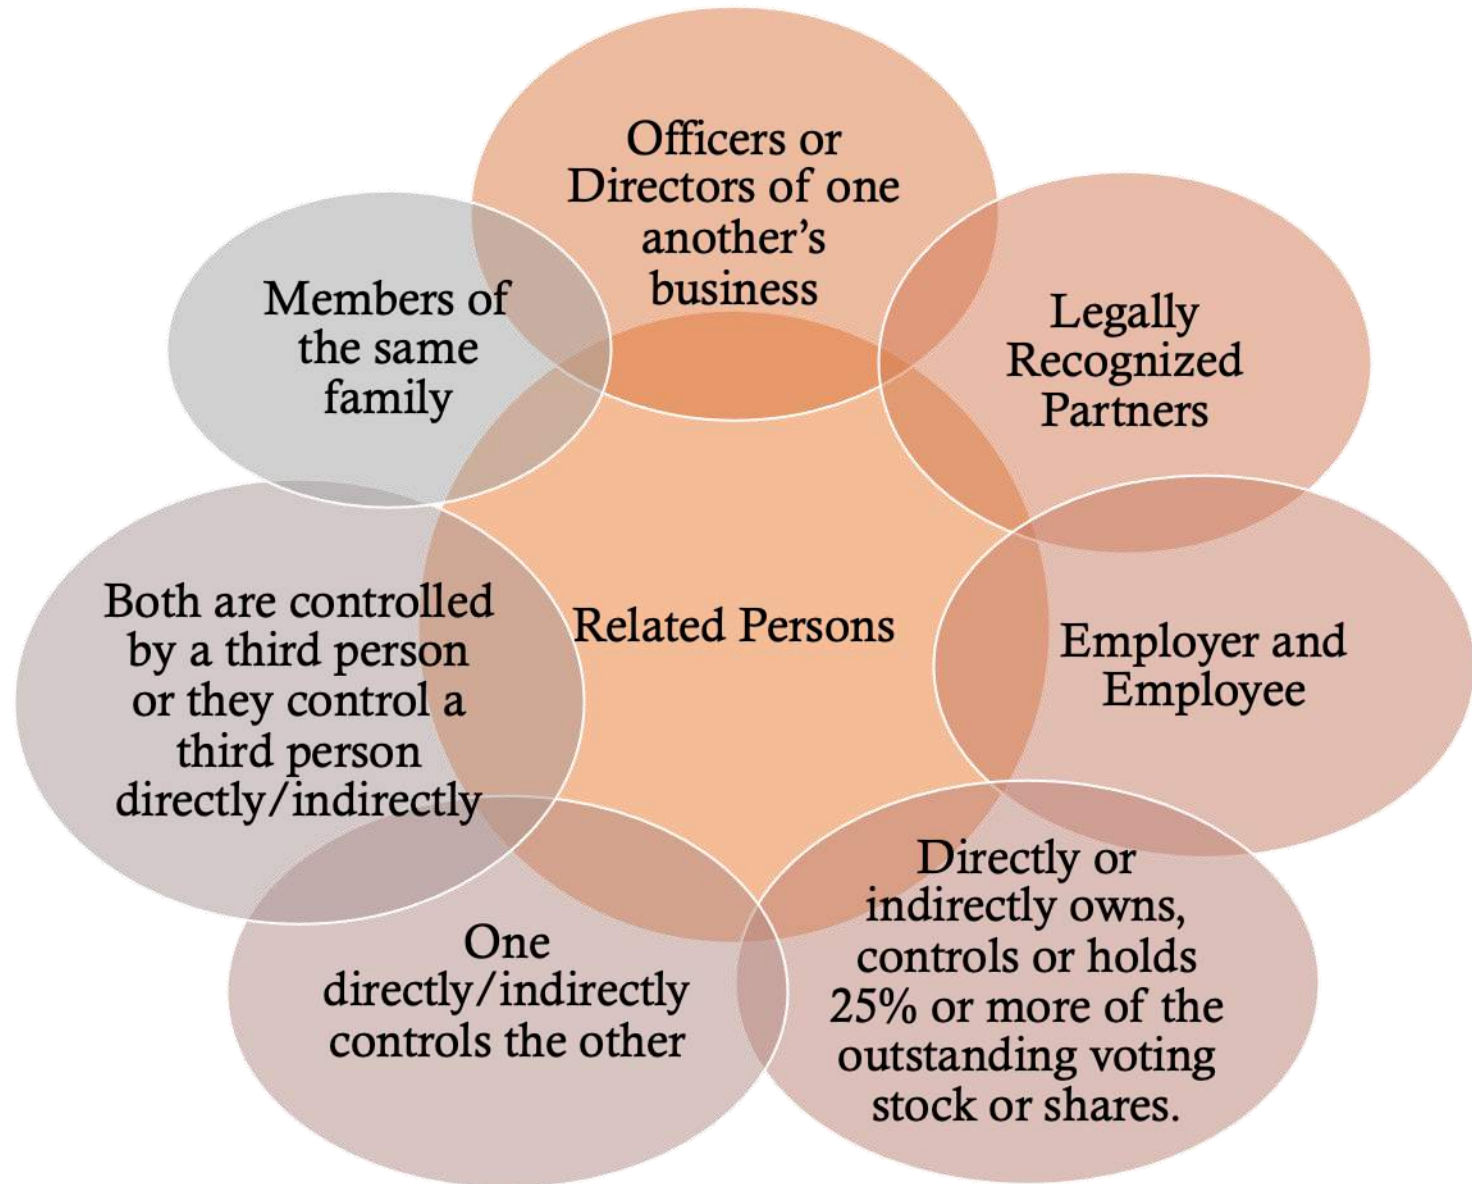 Officers or
Directors of one
another’s
business
Legally
Recognized
Partners
Employer and
Employee
Directly or
indirectly owns,
controls or holds
25% or more of the
outstanding voting
stock or shares.
One
directly/indirectly
controls the other
Both are controlled
by a third person
or they control a
third person
directly/indirectly
Members of
the same
family
Related Persons